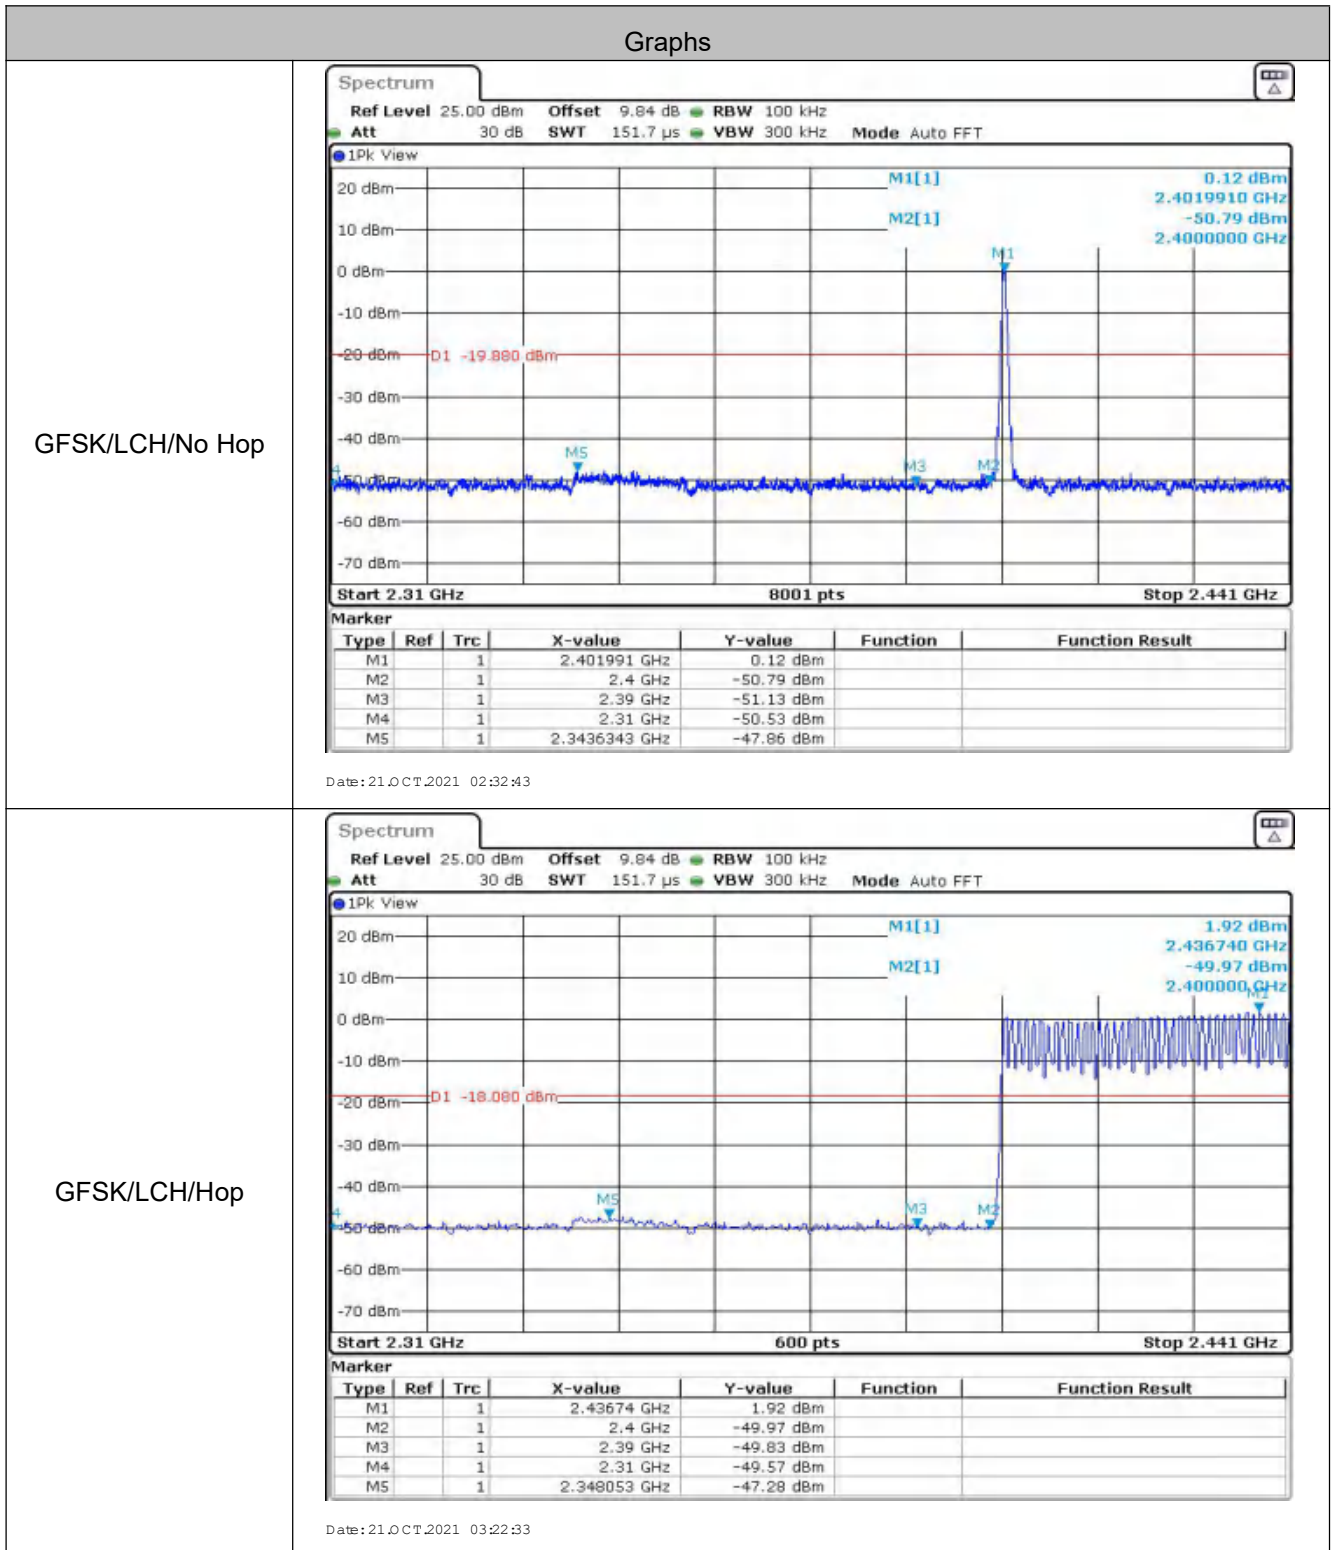 Graphs
GFSK/LCH/No Hop
Spectrum
Ref Level 25.00 dBm Offset 9.84 dB RBW 100 kHz
Att 30 dB SWT 151.7 µs VBW 300 kHz Mode Auto FFT
1Pk View
M1[1] 0.12 dBm
2.4019910 GHz
M2[1] -50.79 dBm
2.4000000 GHz
20 dBm
10 dBm
M1
0 dBm
-10 dBm
-20 dBm D1 -19.880 dBm
-30 dBm
-40 dBm
M5
M3 M2
4
-50 dBm
-60 dBm
-70 dBm
Start 2.31 GHz 8001 pts Stop 2.441 GHz
Marker
Type Ref Trc X-value Y-value Function Function Result
M1 1 2.401991 GHz 0.12 dBm
M2 1 2.4 GHz -50.79 dBm
M3 1 2.39 GHz -51.13 dBm
M4 1 2.31 GHz -50.53 dBm
M5 1 2.3436343 GHz -47.86 dBm
Date: 21.OCT.2021 02:32:43
GFSK/LCH/Hop
Spectrum
Ref Level 25.00 dBm Offset 9.84 dB RBW 100 kHz
Att 30 dB SWT 151.7 µs VBW 300 kHz Mode Auto FFT
1Pk View
M1[1] 1.92 dBm
2.436740 GHz
M2[1] -49.97 dBm
2.400000 GHz
20 dBm
10 dBm
M1
0 dBm
-10 dBm
-20 dBm D1 -18.080 dBm
-30 dBm
-40 dBm
M5
M3 M2
4
-50 dBm
-60 dBm
-70 dBm
Start 2.31 GHz 600 pts Stop 2.441 GHz
Marker
Type Ref Trc X-value Y-value Function Function Result
M1 1 2.43674 GHz 1.92 dBm
M2 1 2.4 GHz -49.97 dBm
M3 1 2.39 GHz -49.83 dBm
M4 1 2.31 GHz -49.57 dBm
M5 1 2.348053 GHz -47.28 dBm
Date: 21.OCT.2021 03:22:33